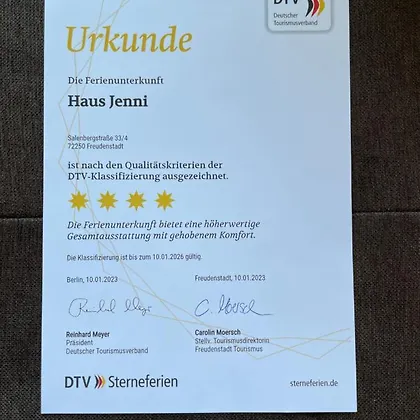 DTV
Deutscher
Tourismusverband
Urkunde
Die Ferienunterkunft
Haus Jenni
Salenbergstraße 33/4
72250 Freudenstadt
ist nach den Qualitätskriterien der
DTV-Klassifizierung ausgezeichnet.
Die Ferienunterkunft bietet eine höherwertige
Gesamtausstattung mit gehobenem Komfort.
Die Klassifizierung ist bis zum 10.01.2026 gültig.
Berlin, 10.01.2023
Freudenstadt, 10.01.2023
C. Moersch
Reinhard Meyer
Präsident
Deutscher Tourismusverband
Carolin Moersch
Stellv. Tourismusdirektorin
Freudenstadt Tourismus
DTV Sterneferien
sterneferien.de